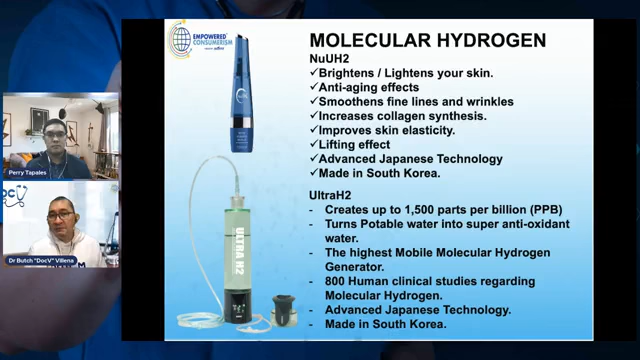 EMPOWERED
CONSUMERISM
MOLECULAR HYDROGEN
NuUH2
✓Brightens / Lightens your skin.
✓Anti-aging effects
✓Smoothens fine lines and wrinkles
✓Increases collagen synthesis.
✓Improves skin elasticity.
✓Lifting effect
✓Advanced Japanese Technology
✓Made in South Korea.
UltraH2
- Creates up to 1,500 parts per billion (PPB)
- Turns Potable water into super anti-oxidant
water.
- The highest Mobile Molecular Hydrogen
Generator.
- 800 Human clinical studies regarding
Molecular Hydrogen.
- Advanced Japanese Technology.
- Made in South Korea.
ULTRA H2
Perry Tapales
Dr Butch "DocV" Villena